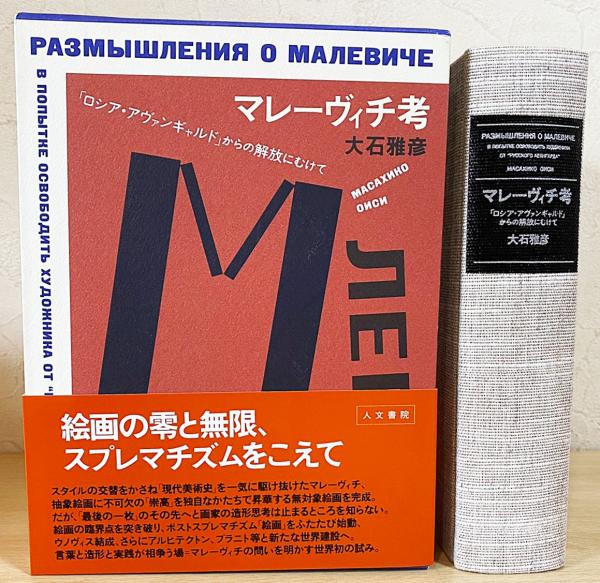 РАЗМЫШЛЕНИЯ О МАЛЕВИЧЕ
В ПОПЫТКЕ ОСВОБОДИТЬ ХУДОЖНИКА ОТ
マレーヴィチ考
「ロシア・アヴァンギャルド」からの解放にむけて
大石雅彦
МАСАХИКО
ОИСИ
М
ЛЕ
人文書院
絵画の零と無限、
スプレマチズムをこえて
スタイルの交替をかさね「現代美術史」を一気に駆け抜けたマレーヴィチ、
抽象絵画に不可欠の「崇高」を独自なかたちで昇華する無対象絵画を完成。
だが、「最後の一枚」のその先へと画家の造形思考は止まるところを知らない。
絵画の臨界点を突き破り、ポストスプレマチズム「絵画」をふたたび始動、
ウノヴィス結成、さらにアルヒテクトン、プラニト等と新たな世界建設へ。
言葉と造形と実践が相争う場=マレーヴィチの問いを明かす世界初の試み。
РАЗМЫШЛЕНИЯ О МАЛЕВИЧЕ
В ПОПЫТКЕ ОСВОБОДИТЬ ХУДОЖНИКА
ОТ "РУССКОГО АВАНГАРДА"
МАСАХИКО ОИСИ
マレーヴィチ考
「ロシア・アヴァンギャルド」
からの解放にむけて
大石雅彦